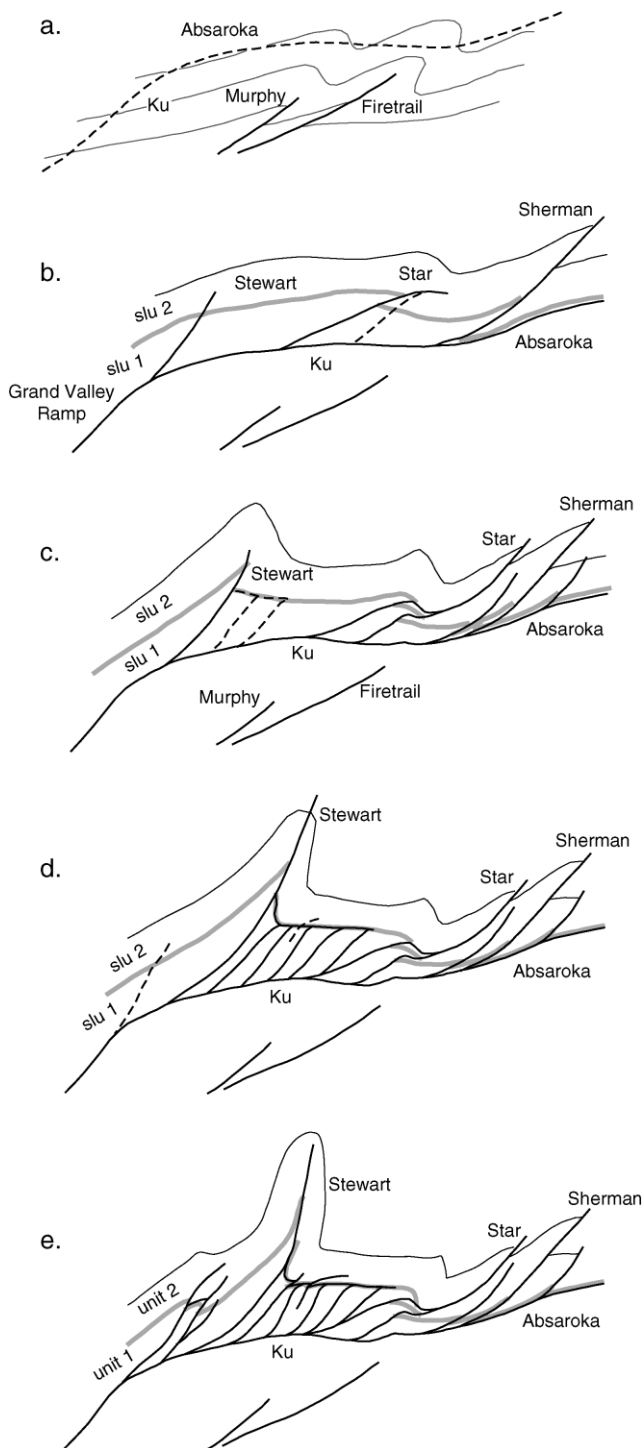 a.
Absaroka
Ku
Murphy
Firetrail
b.
Sherman
Stewart
Star
slu 2
slu 1
Absaroka
Ku
Grand Valley
Ramp
c.
Sherman
Star
Stewart
slu 2
slu 1
Ku
Absaroka
Murphy
Firetrail
d.
Stewart
Sherman
Star
slu 2
slu 1
Absaroka
Ku
e.
Stewart
Sherman
Star
unit 2
unit 1
Absaroka
Ku